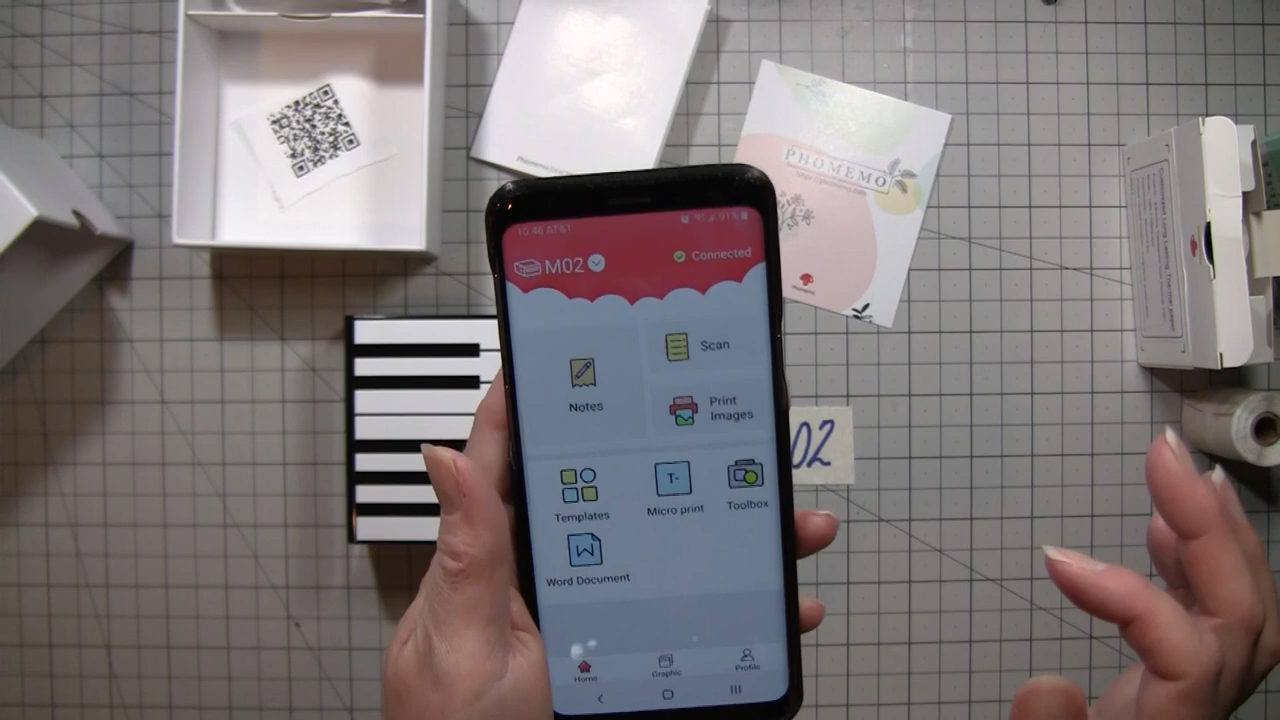 PHOMEMO
10:46 AT&T
91%
M02
Connected
Notes
Scan
Print
Images
Templates
Micro print
Toolbox
T-
W
Word Document
Home
Graphic
Profile
02